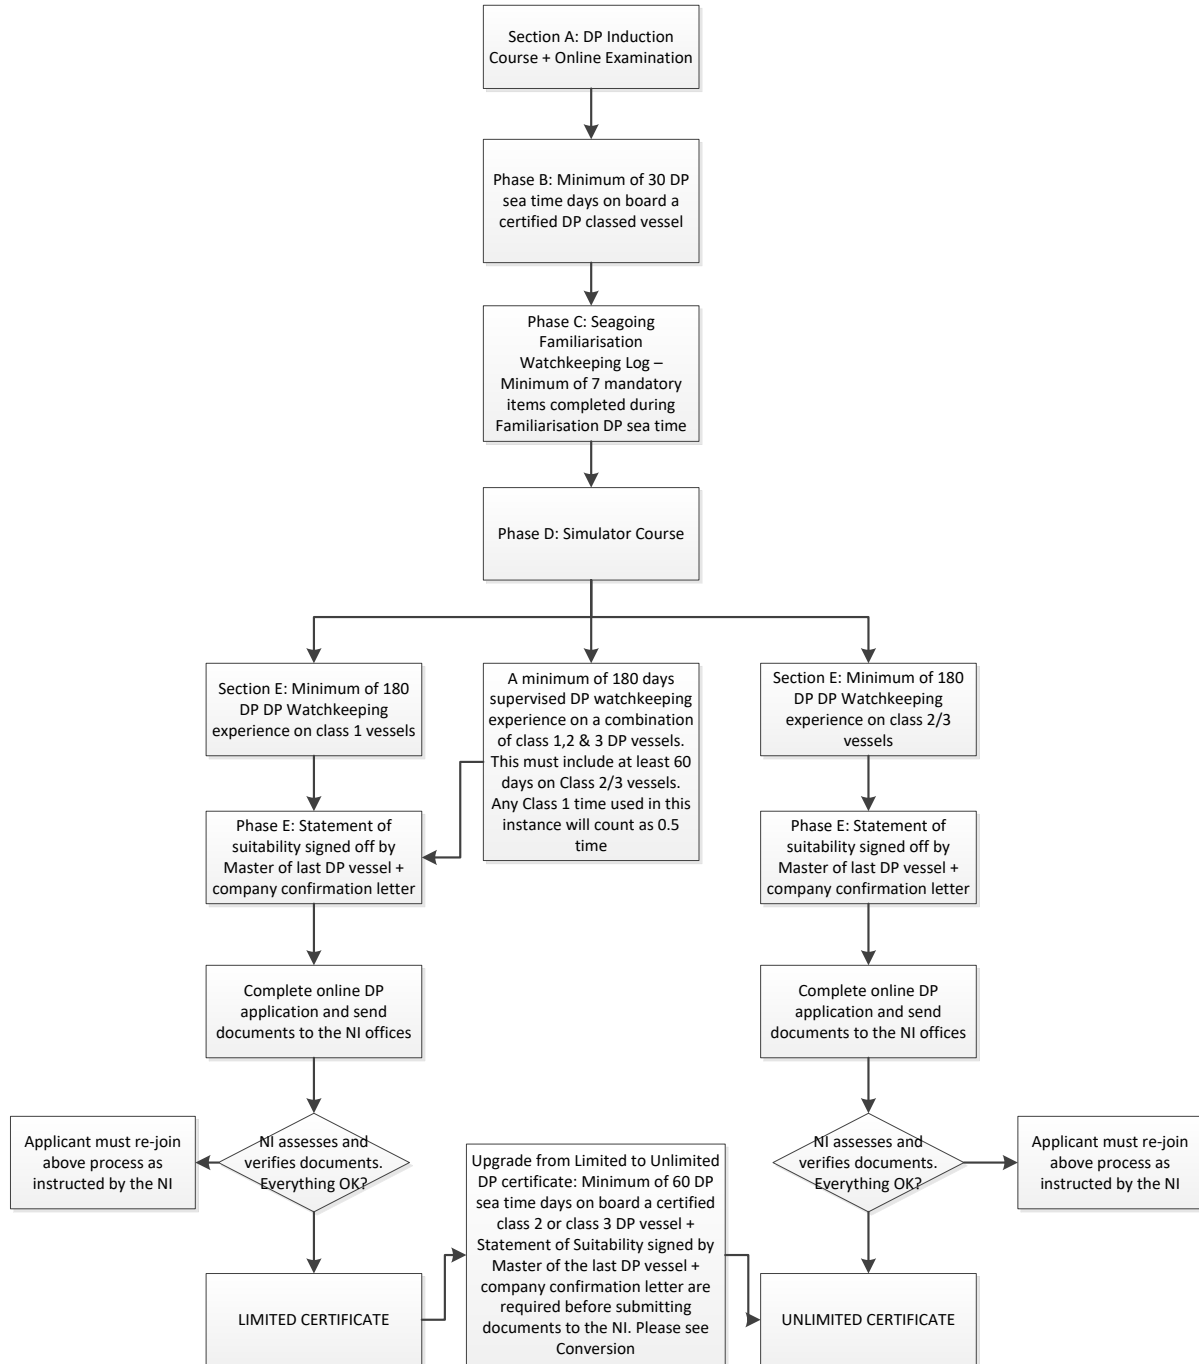 Section A: DP Induction
Course + Online Examination
Phase B: Minimum of 30 DP
sea time days on board a
certified DP classed vessel
Phase C: Seagoing
Familiarisation
Watchkeeping Log –
Minimum of 7 mandatory
items completed during
Familiarisation DP sea time
Phase D: Simulator Course
Section E: Minimum of 180
DP DP Watchkeeping
experience on class 1 vessels
A minimum of 180 days
supervised DP watchkeeping
experience on a combination
of class 1,2 & 3 DP vessels.
This must include at least 60
days on Class 2/3 vessels.
Any Class 1 time used in this
instance will count as 0.5
time
Section E: Minimum of 180
DP DP Watchkeeping
experience on class 2/3
vessels
Phase E: Statement of
suitability signed off by
Master of last DP vessel +
company confirmation letter
Phase E: Statement of
suitability signed off by
Master of last DP vessel +
company confirmation letter
Complete online DP
application and send
documents to the NI offices
Complete online DP
application and send
documents to the NI offices
Applicant must re-join
above process as
instructed by the NI
NI assesses and
verifies documents.
Everything OK?
Upgrade from Limited to Unlimited
DP certificate: Minimum of 60 DP
sea time days on board a certified
class 2 or class 3 DP vessel +
Statement of Suitability signed by
Master of the last DP vessel +
company confirmation letter are
required before submitting
documents to the NI. Please see
Conversion
NI assesses and
verifies documents.
Everything OK?
Applicant must re-join
above process as
instructed by the NI
LIMITED CERTIFICATE
UNLIMITED CERTIFICATE